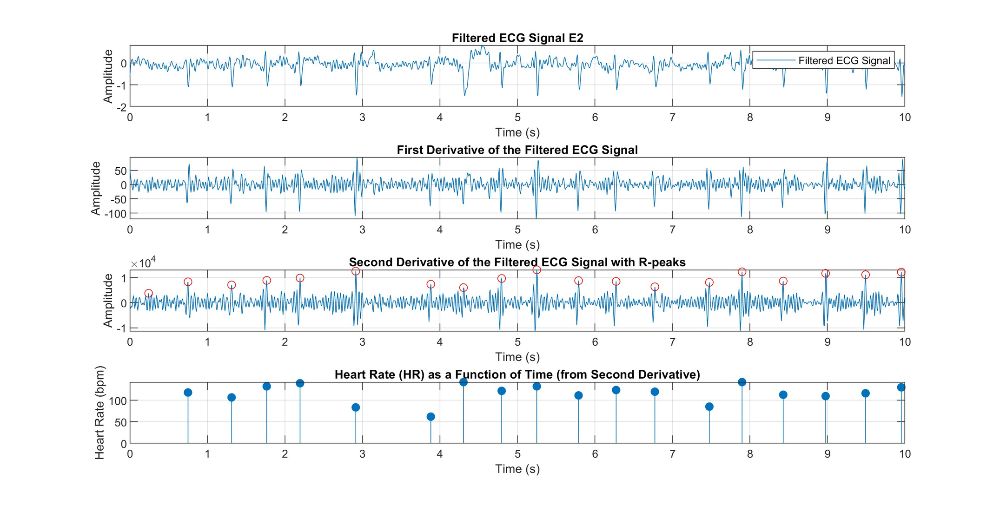 Filtered ECG Signal E2
Amplitude
0
-1
-2
Filtered ECG Signal
0 1 2 3 4 5 6 7 8 9 10
Time (s)
First Derivative of the Filtered ECG Signal
Amplitude
50
0
-50
-100
0 1 2 3 4 5 6 7 8 9 10
Time (s)
Second Derivative of the Filtered ECG Signal with R-peaks
×10⁴
Amplitude
1
0
-1
0 1 2 3 4 5 6 7 8 9 10
Time (s)
Heart Rate (HR) as a Function of Time (from Second Derivative)
Heart Rate (bpm)
100
50
0
0 1 2 3 4 5 6 7 8 9 10
Time (s)